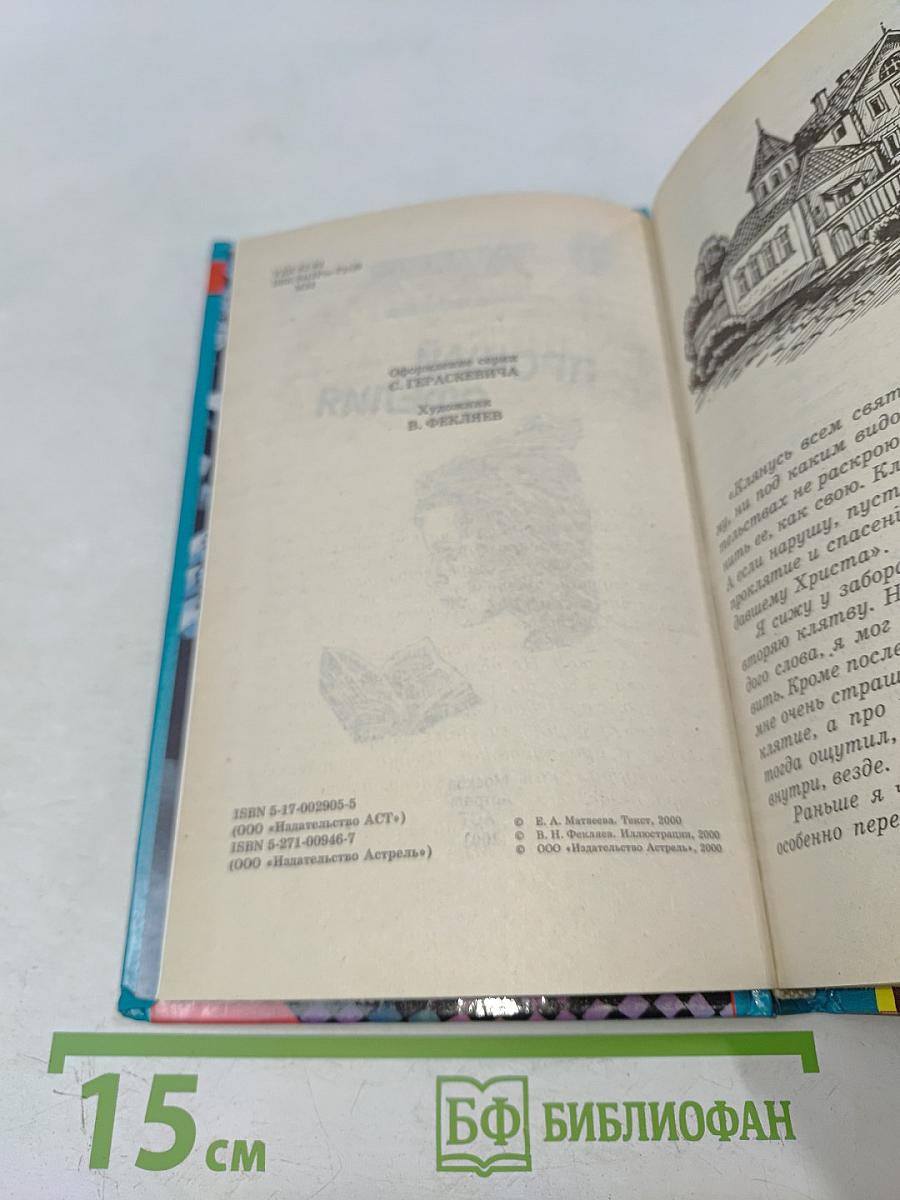 Оформление серии
С. ГЕРАСКЕВИЧА
Художник
В. ФЕКЛЯЕВ
ISBN 5-17-002905-5
(ООО «Издательство АСТ»)
ISBN 5-271-00946-7
(ООО «Издательство Астрель»)
© Е. А. Матвеева. Текст, 2000
© В. Н. Фекляев. Иллюстрации, 2000
© ООО «Издательство Астрель», 2000
«Клянусь всем свят
му, ни под каким видо
тельствах не раскрою
нить ее, как свою. Кл
А если нарушу, пуст
проклятие и спасени
давшему Христа».
Я сижу у забора
вторяю клятву. Н
дого слова, я мог
вить. Кроме после
мне очень страш
клятие, а про
тогда ощутил,
внутри, везде.
Раньше я ч
особенно пере
15 см
БФ БИБЛИОФАН